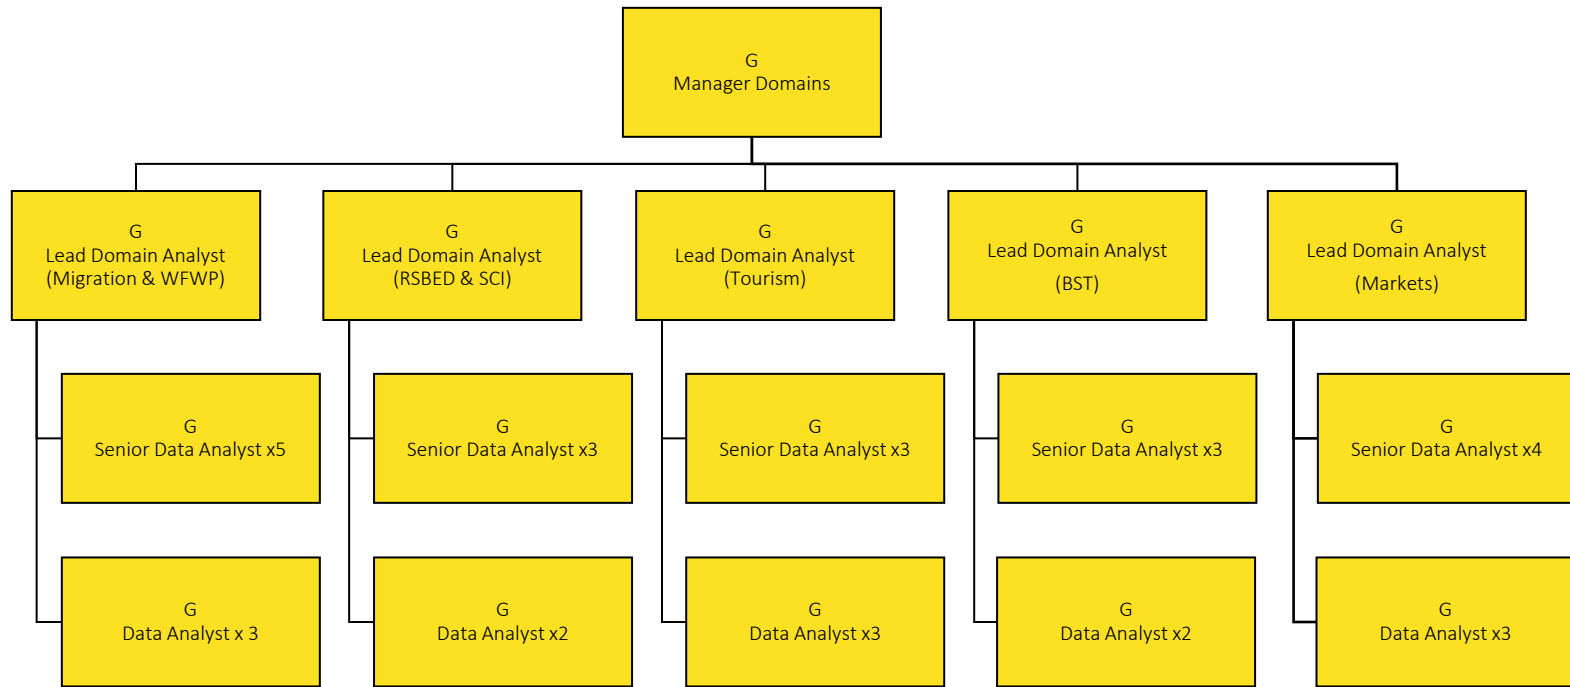 G
Manager Domains
G
Lead Domain Analyst
(Migration & WFWP)
G
Lead Domain Analyst
(RSBED & SCI)
G
Lead Domain Analyst
(Tourism)
G
Lead Domain Analyst
(BST)
G
Lead Domain Analyst
(Markets)
G
Senior Data Analyst x5
G
Senior Data Analyst x3
G
Senior Data Analyst x3
G
Senior Data Analyst x3
G
Senior Data Analyst x4
G
Data Analyst x 3
G
Data Analyst x2
G
Data Analyst x3
G
Data Analyst x2
G
Data Analyst x3